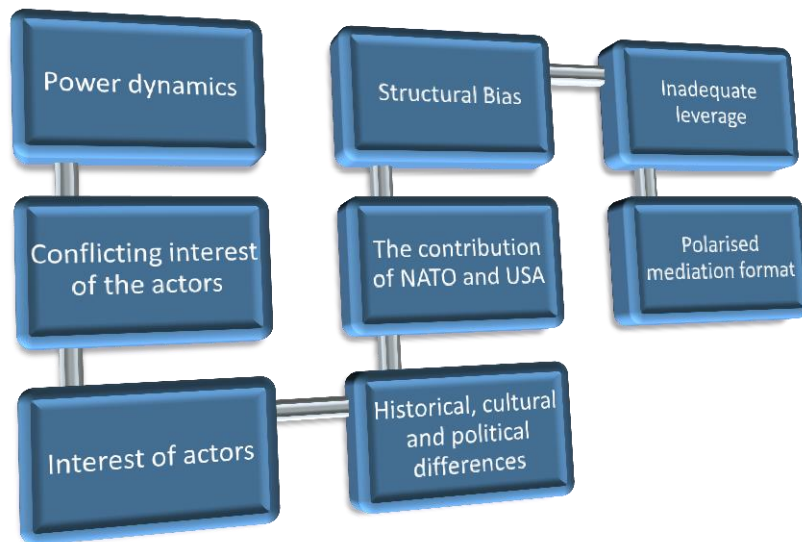 Power dynamics
Conflicting interest
of the actors
Interest of actors
Historical, cultural
and political
differences
The contribution
of NATO and USA
Structural Bias
Inadequate
leverage
Polarised
mediation format